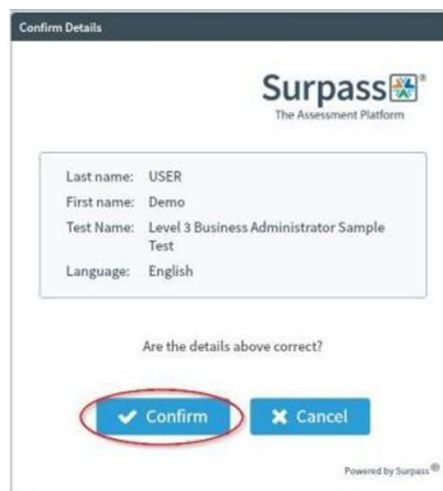 Confirm Details
Surpass®
The Assessment Platform
Last name: USER
First name: Demo
Test Name: Level 3 Business Administrator Sample
Test
Language: English
Are the details above correct?
✔ Confirm ✖ Cancel
Powered by Surpass®